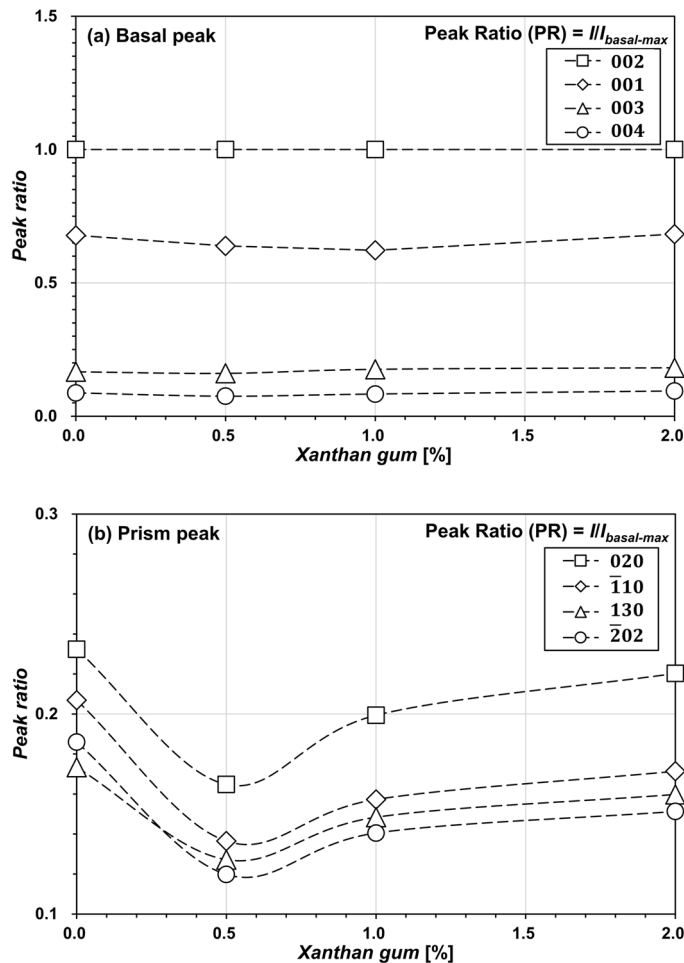 (a) Basal peak
Peak Ratio (PR) = I/I_basal-max
002
001
003
004
1.5
1.0
0.5
0.0
Peak ratio
0.0 0.5 1.0 1.5 2.0
Xanthan gum [%]
(b) Prism peak
Peak Ratio (PR) = I/I_basal-max
020
1̅10
130
2̅02
0.3
0.2
0.1
Peak ratio
0.0 0.5 1.0 1.5 2.0
Xanthan gum [%]